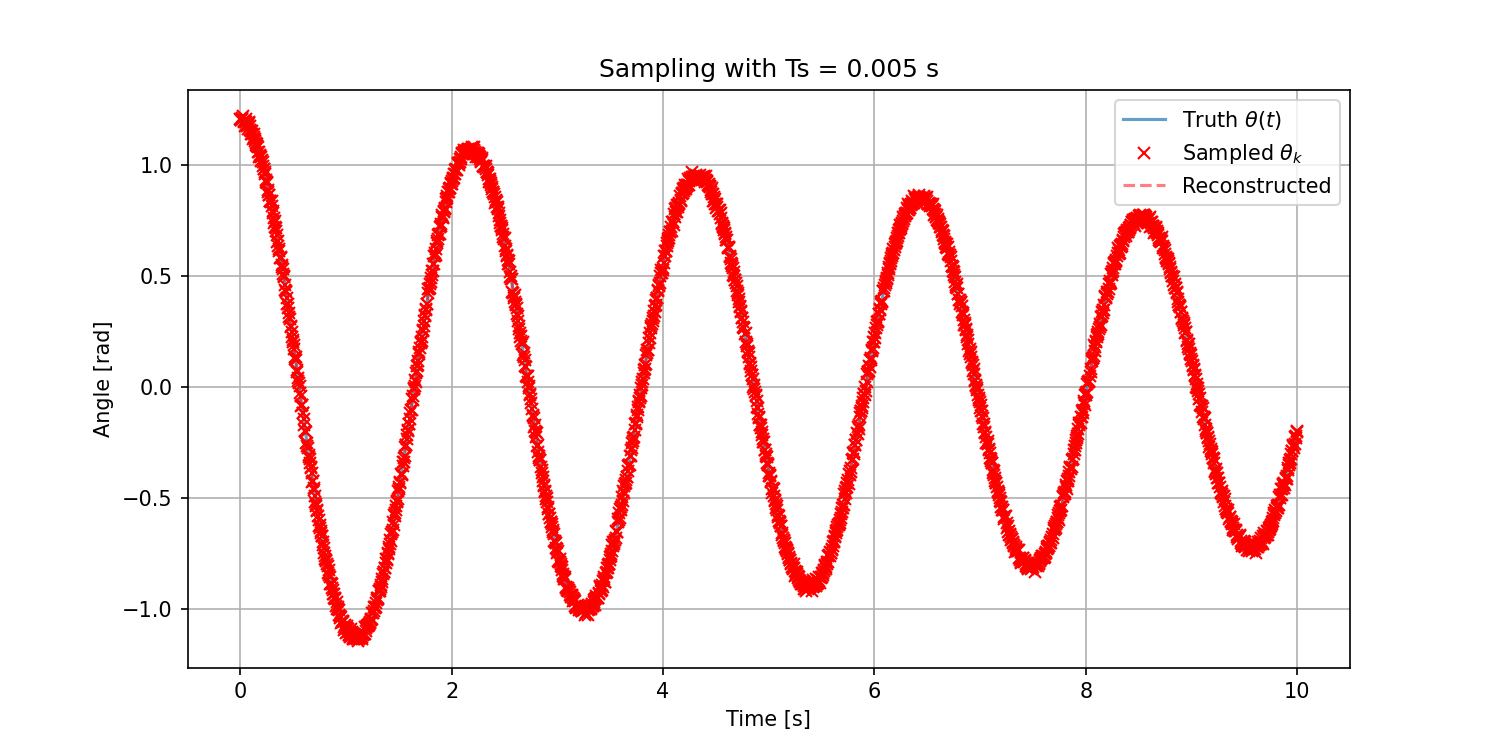 Sampling with Ts = 0.005 s
Truth θ(t)
Sampled θₖ
Reconstructed
Angle [rad]
1.0
0.5
0.0
−0.5
−1.0
0 2 4 6 8 10
Time [s]